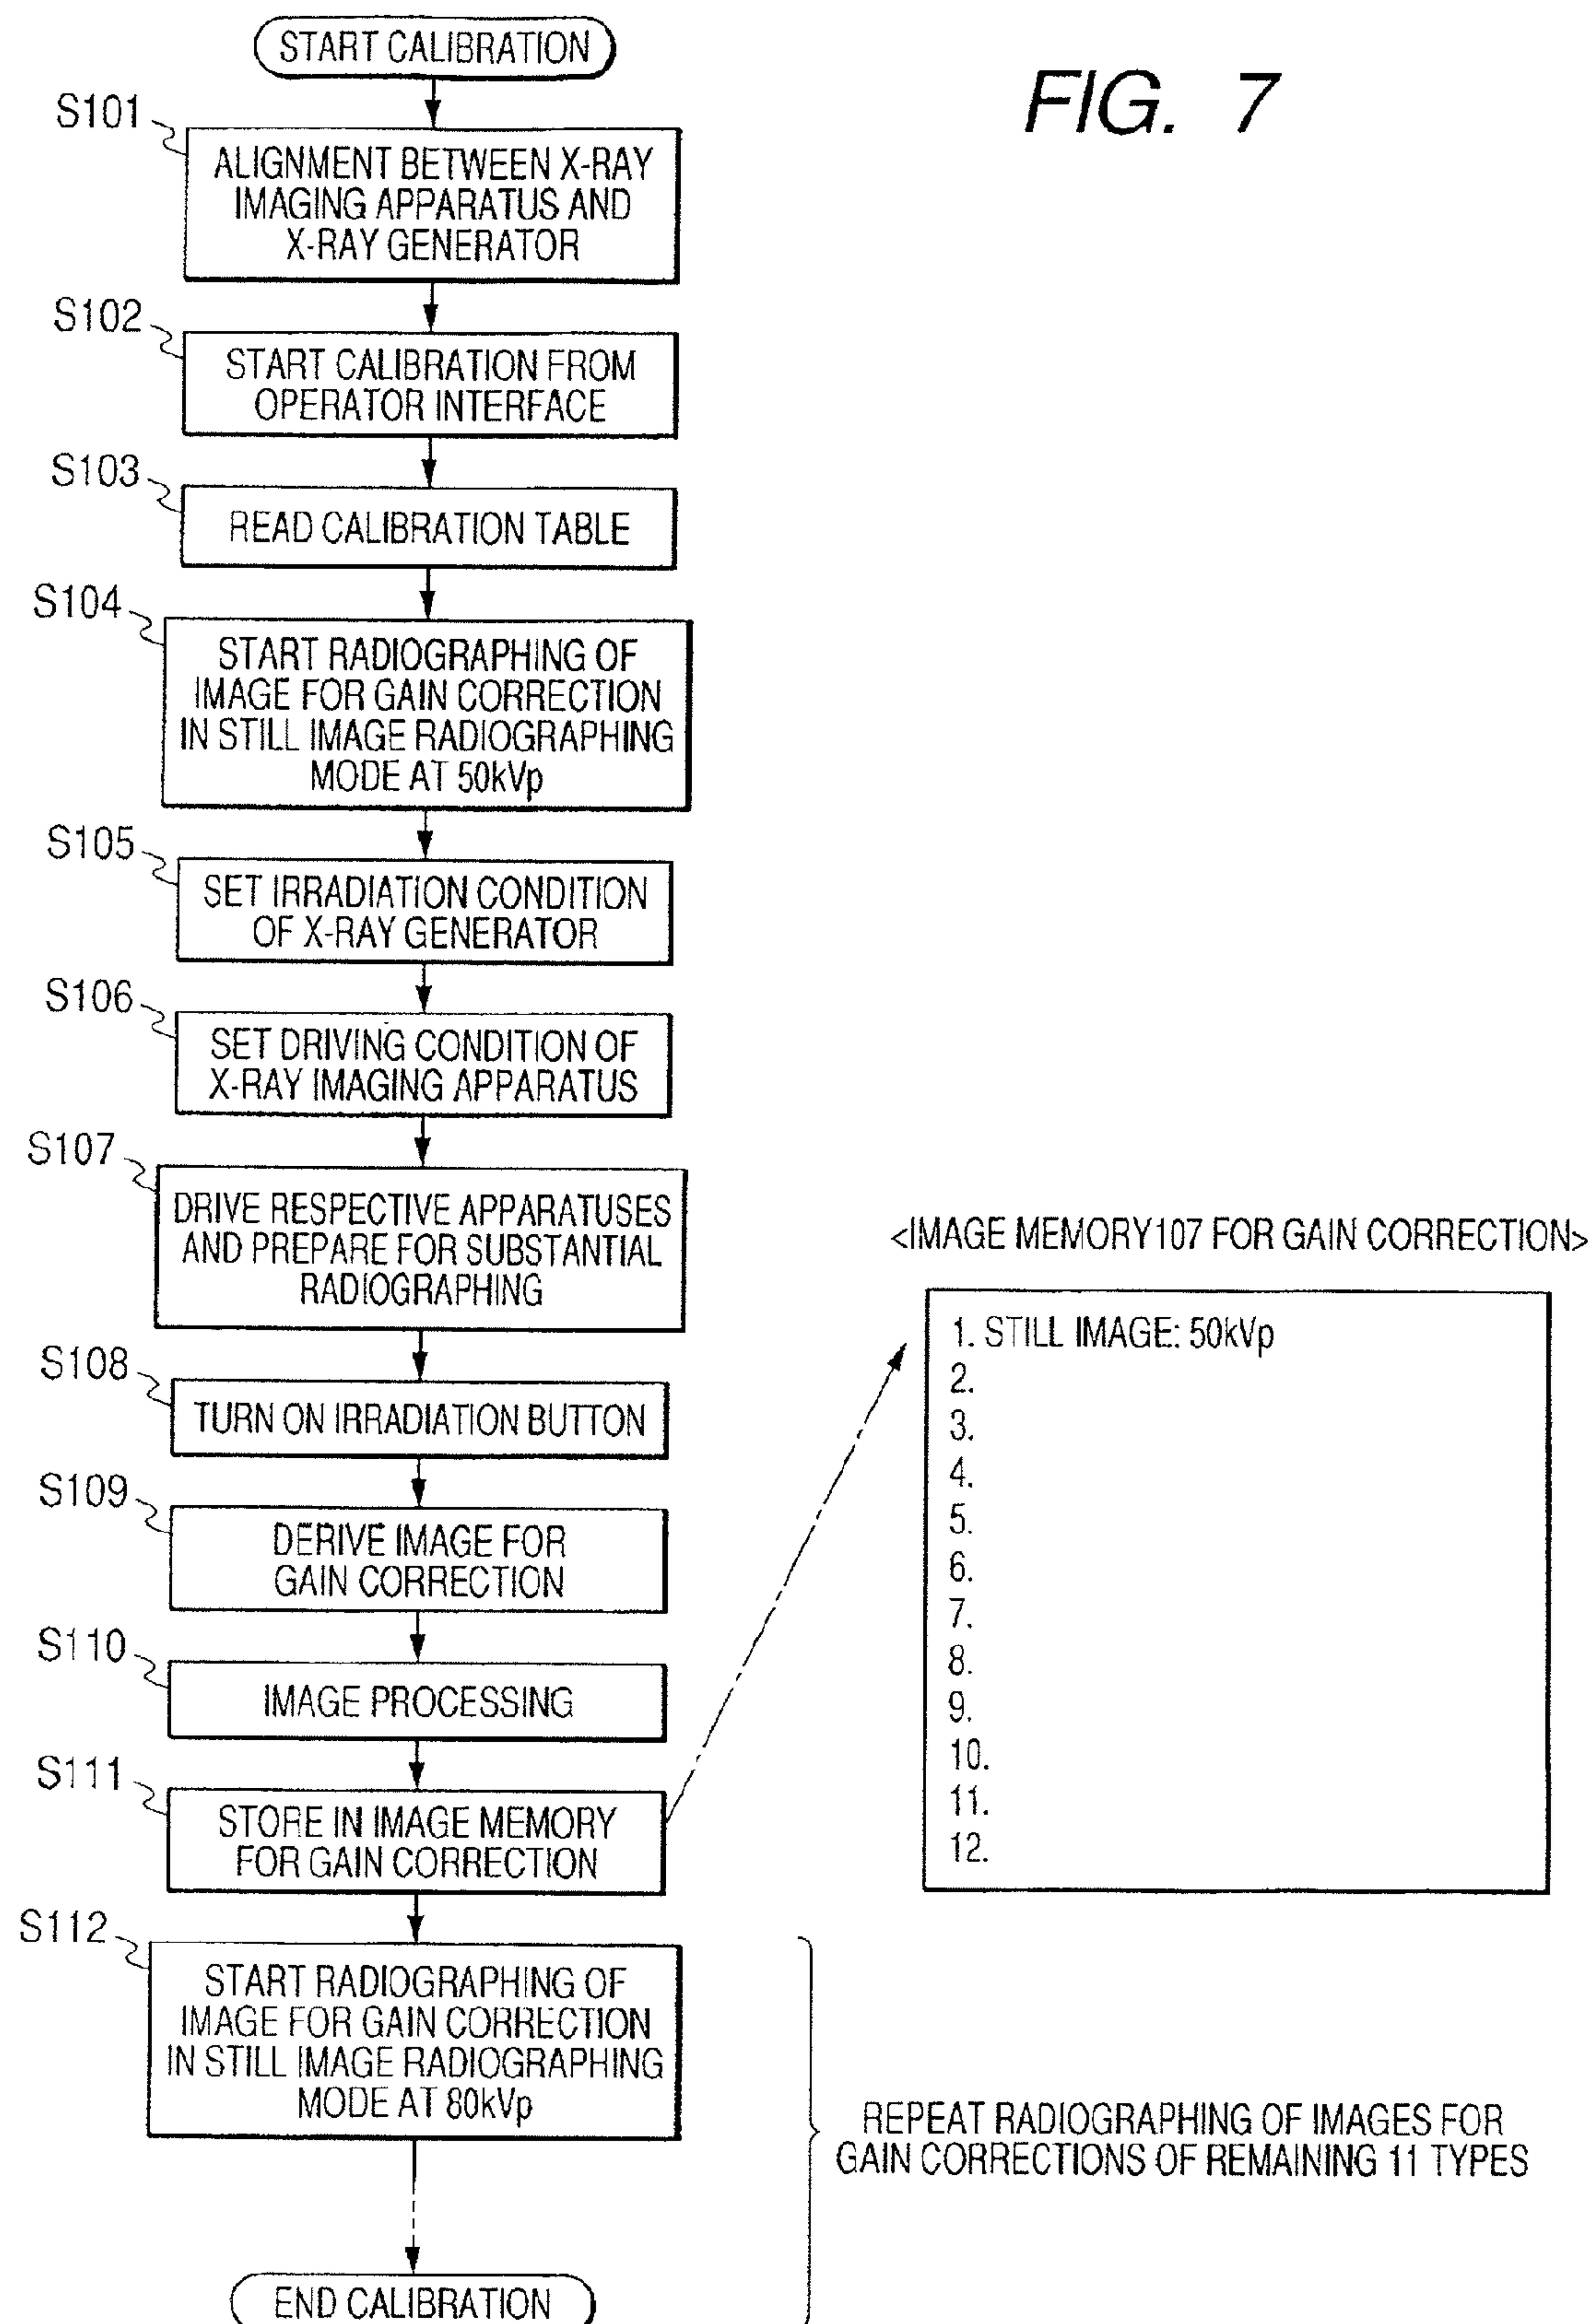 START CALIBRATION
FIG. 7
S101
ALIGNMENT BETWEEN X-RAY
IMAGING APPARATUS AND
X-RAY GENERATOR
S102
START CALIBRATION FROM
OPERATOR INTERFACE
S103
READ CALIBRATION TABLE
S104
START RADIOGRAPHING OF
IMAGE FOR GAIN CORRECTION
IN STILL IMAGE RADIOGRAPHING
MODE AT 50kVp
S105
SET IRRADIATION CONDITION
OF X-RAY GENERATOR
S106
SET DRIVING CONDITION OF
X-RAY IMAGING APPARATUS
S107
DRIVE RESPECTIVE APPARATUSES
AND PREPARE FOR SUBSTANTIAL
RADIOGRAPHING
S108
TURN ON IRRADIATION BUTTON
S109
DERIVE IMAGE FOR
GAIN CORRECTION
S110
IMAGE PROCESSING
S111
STORE IN IMAGE MEMORY
FOR GAIN CORRECTION
<IMAGE MEMORY107 FOR GAIN CORRECTION>
1. STILL IMAGE: 50kVp
2.
3.
4.
5.
6.
7.
8.
9.
10.
11.
12.
S112
START RADIOGRAPHING OF
IMAGE FOR GAIN CORRECTION
IN STILL IMAGE RADIOGRAPHING
MODE AT 80kVp
REPEAT RADIOGRAPHING OF IMAGES FOR
GAIN CORRECTIONS OF REMAINING 11 TYPES
END CALIBRATION